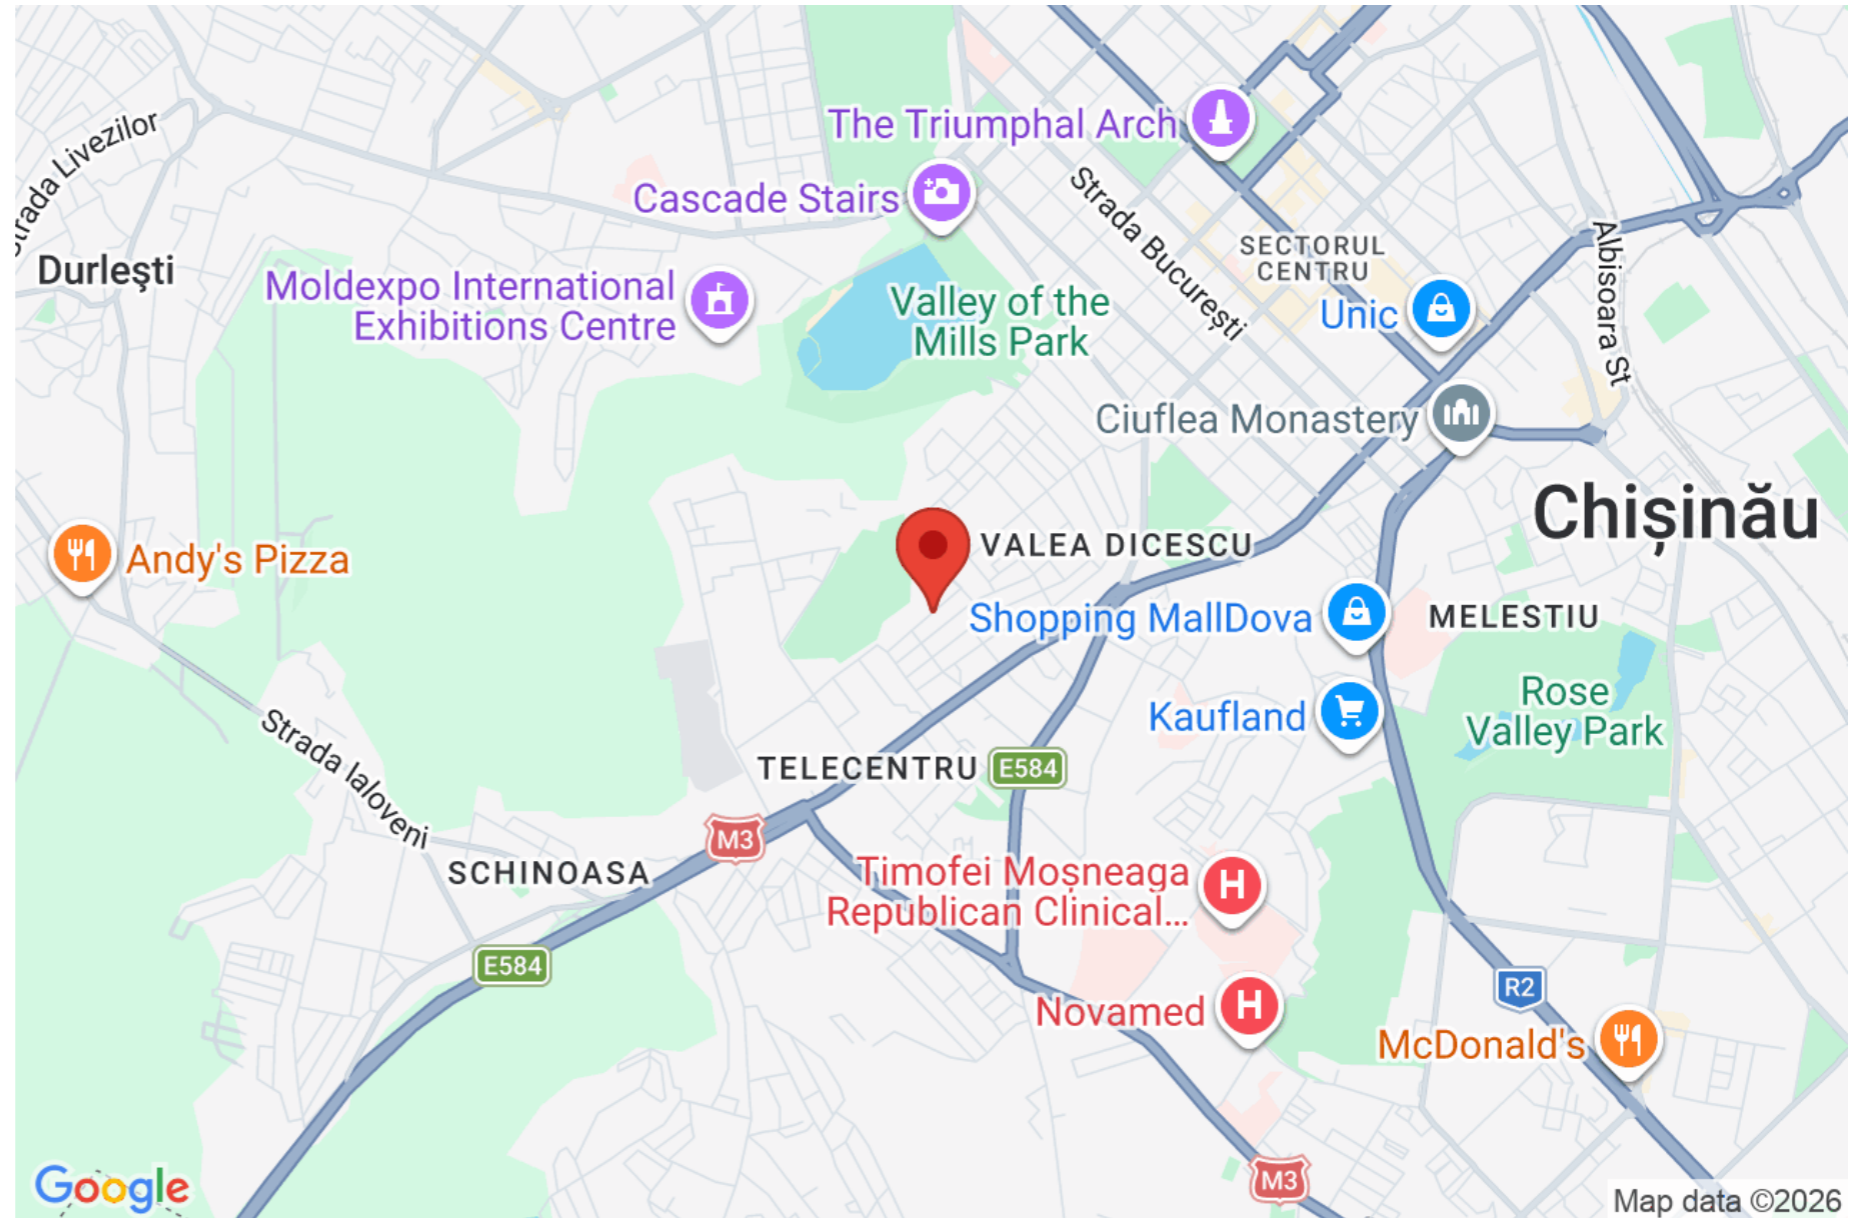 The Triumphal Arch
Strada Livezilor
Cascade Stairs
Strada București
SECTORUL
CENTRU
Albisoara St
Durleşti
Moldexpo International
Exhibitions Centre
Valley of the
Mills Park
Unic
Ciuflea Monastery
Chișinău
Andy's Pizza
VALEA DICESCU
Shopping MallDova
MELESTIU
Rose
Valley Park
Kaufland
Strada Ialoveni
TELECENTRU
E584
M3
SCHINOASA
Timofei Moșneaga
Republican Clinical...
E584
R2
Novamed
McDonald's
M3
Google
Map data ©2026